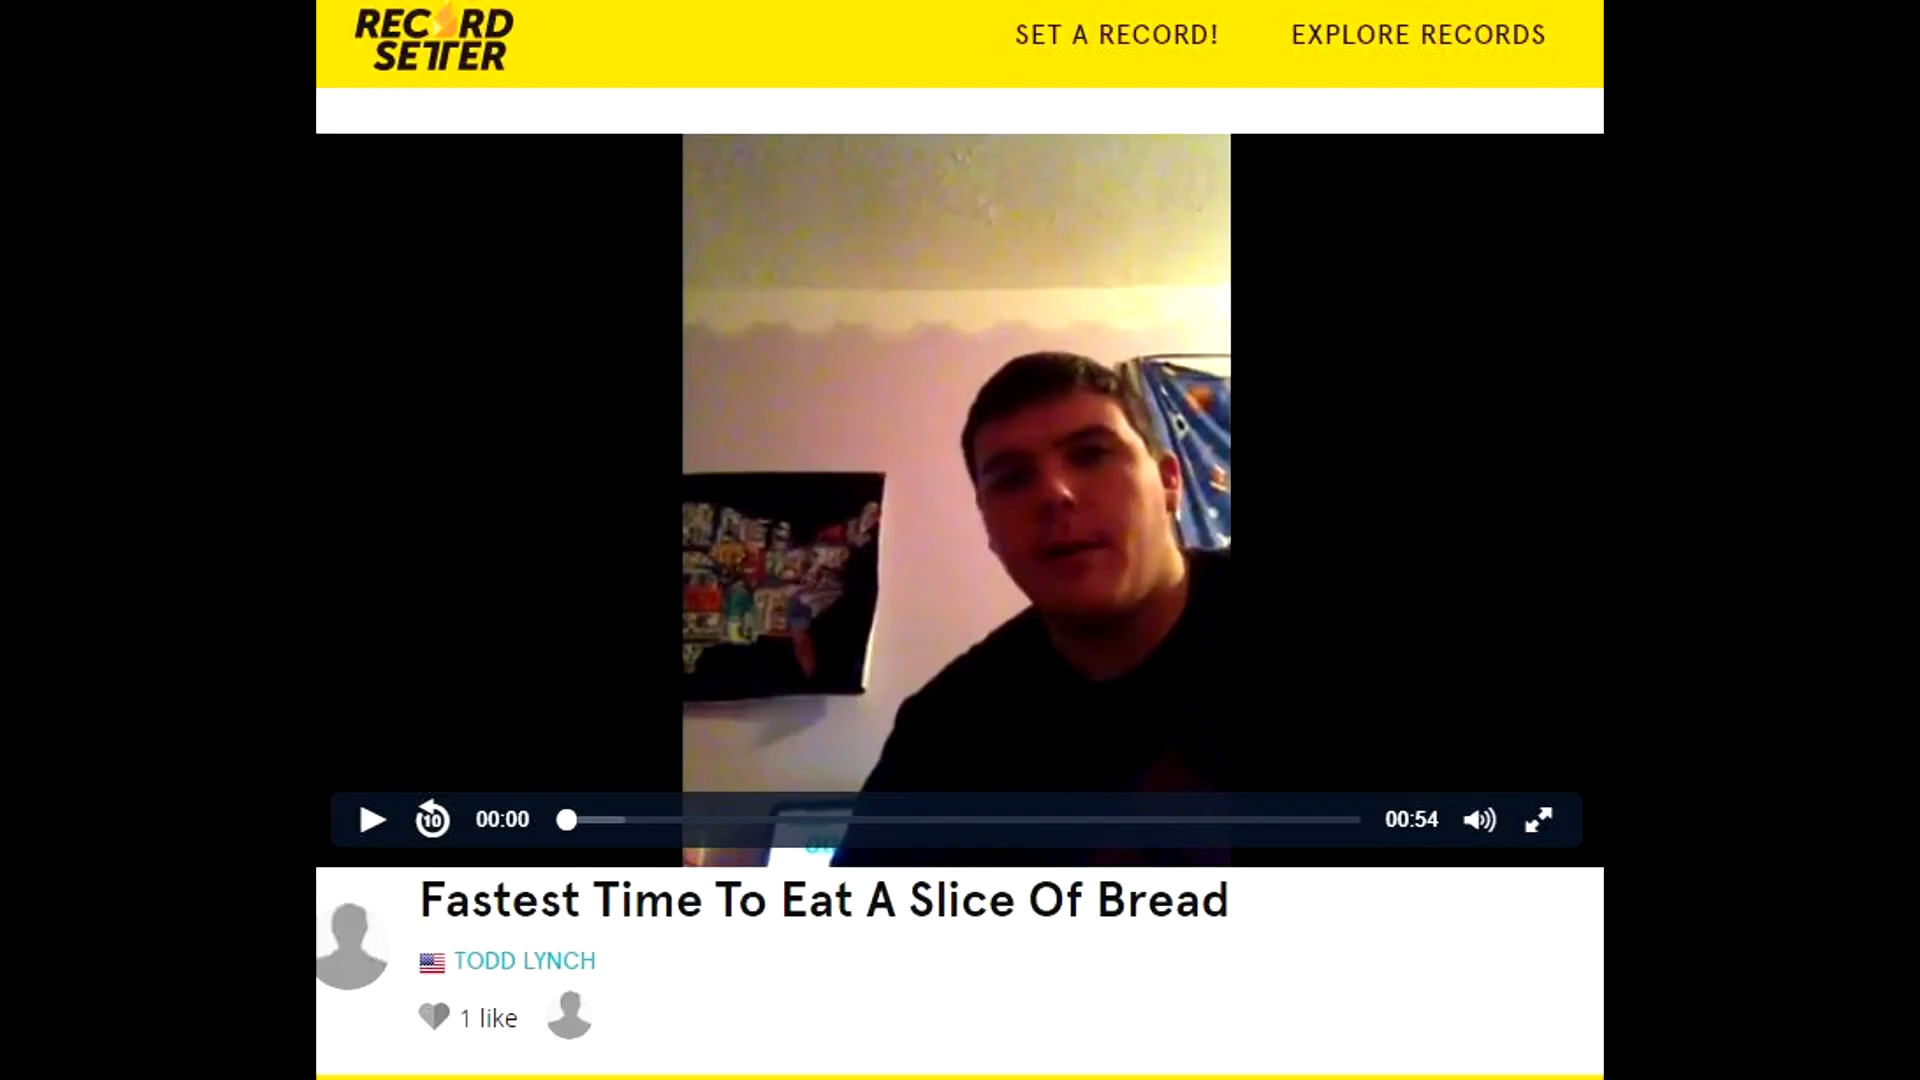 RECORD
SETTER
SET A RECORD!
EXPLORE RECORDS
10
00:00
00:54
Fastest Time To Eat A Slice Of Bread
TODD LYNCH
1 like